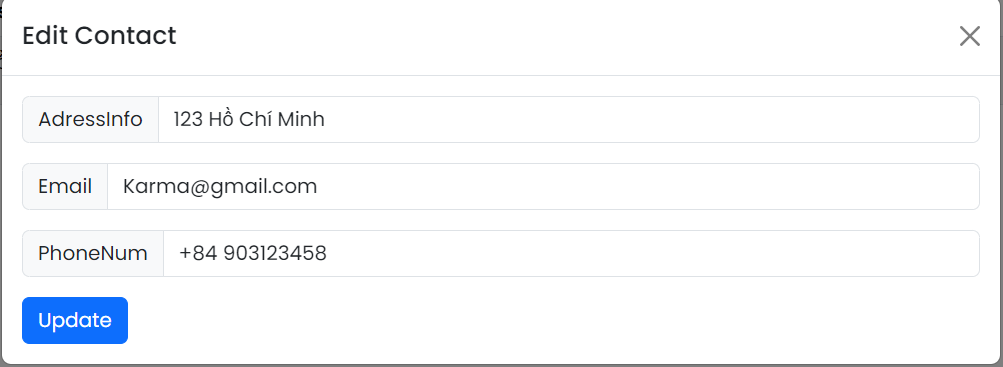 Edit Contact
AdressInfo 123 Hồ Chí Minh
Email Karma@gmail.com
PhoneNum +84 903123458
Update